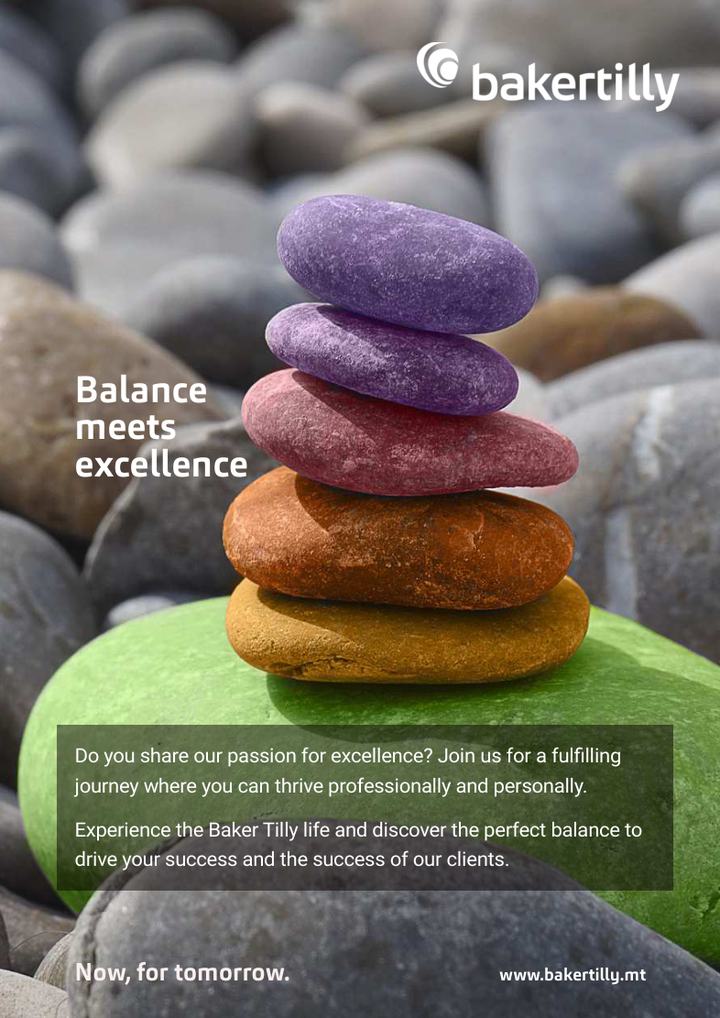 bakertilly
Balance
meets
excellence
Do you share our passion for excellence? Join us for a fulfilling
journey where you can thrive professionally and personally.
Experience the Baker Tilly life and discover the perfect balance to
drive your success and the success of our clients.
Now, for tomorrow.
www.bakertilly.mt